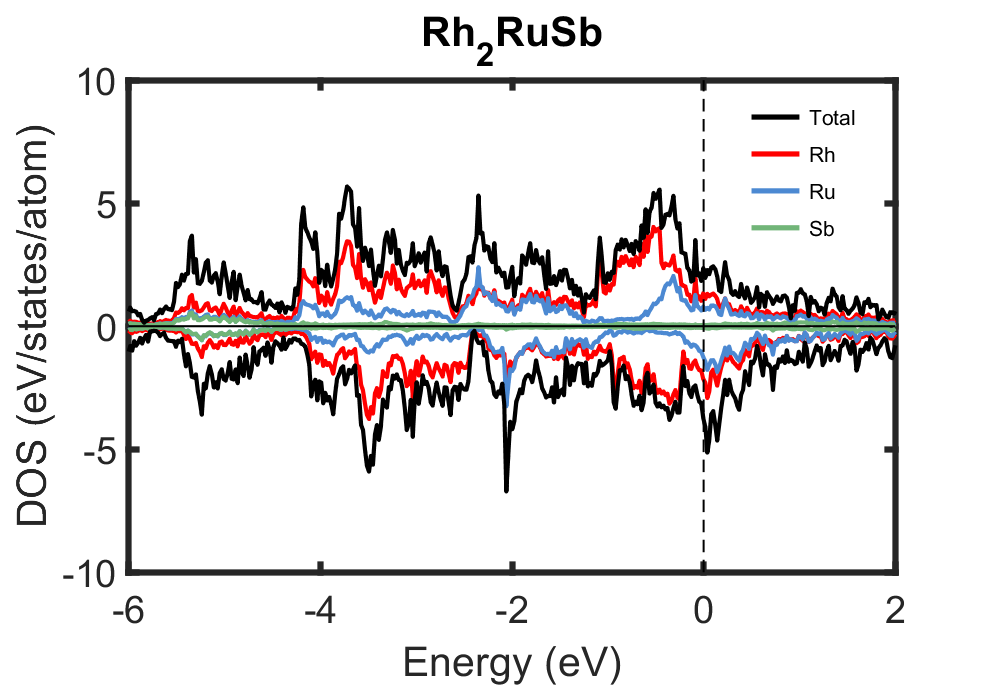 Rh₂RuSb
DOS (eV/states/atom)
10
5
0
-5
-10
Total
Rh
Ru
Sb
-6 -4 -2 0 2
Energy (eV)